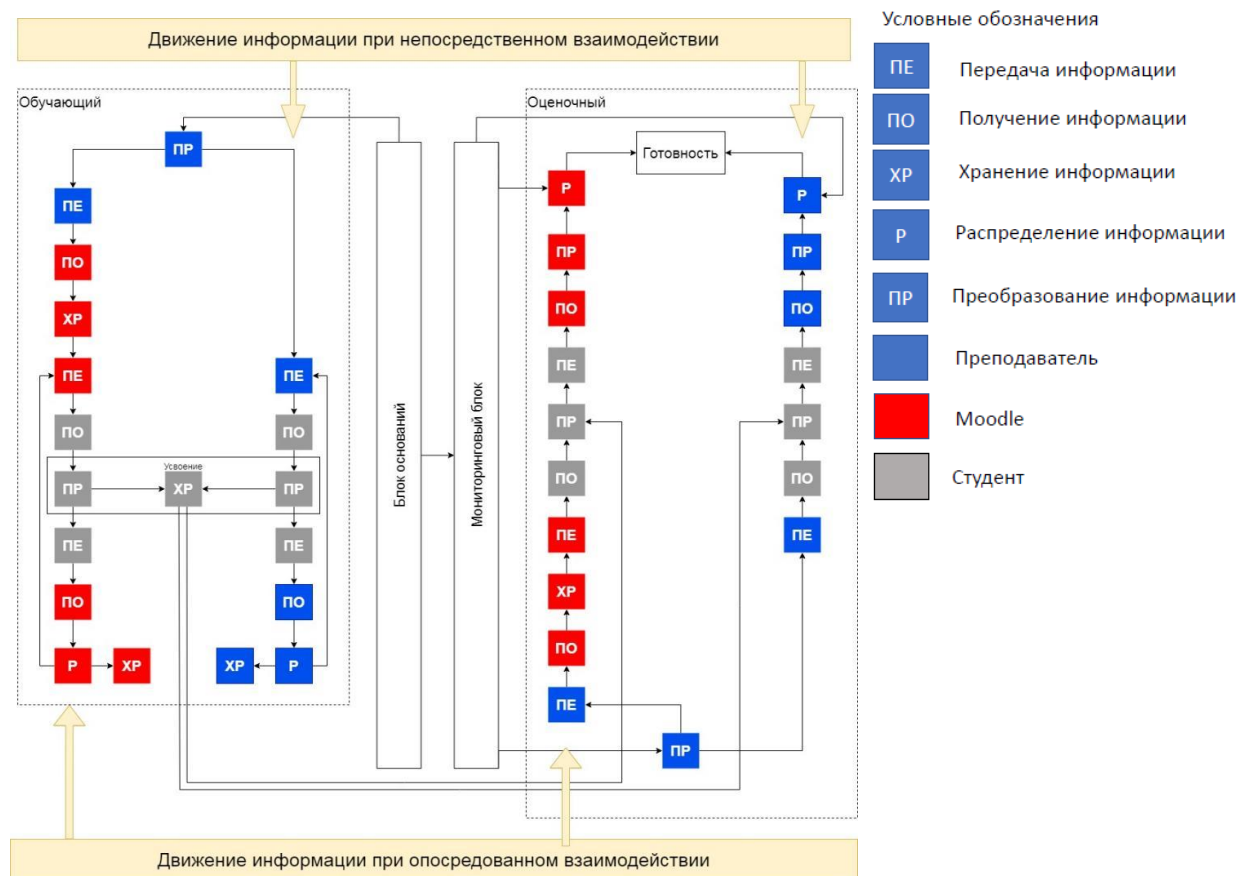 Движение информации при непосредственном взаимодействии
Обучающий
ПР
ПЕ
ПО
ХР
ПЕ
ПО
ПР
ПЕ
ПО
Р
ХР
Усвоение
ХР
ПЕ
ПО
ПР
ПЕ
ПО
ХР
Р
Блок оснований
Мониторинговый блок
Оценочный
Готовность
Р
ПР
ПО
ПЕ
ПР
ПО
ПЕ
ХР
ПО
ПЕ
ПР
Р
ПР
ПО
ПЕ
ПР
ПО
ПЕ
Движение информации при опосредованном взаимодействии
Условные обозначения
ПЕ Передача информации
ПО Получение информации
ХР Хранение информации
Р Распределение информации
ПР Преобразование информации
Преподаватель
Moodle
Студент